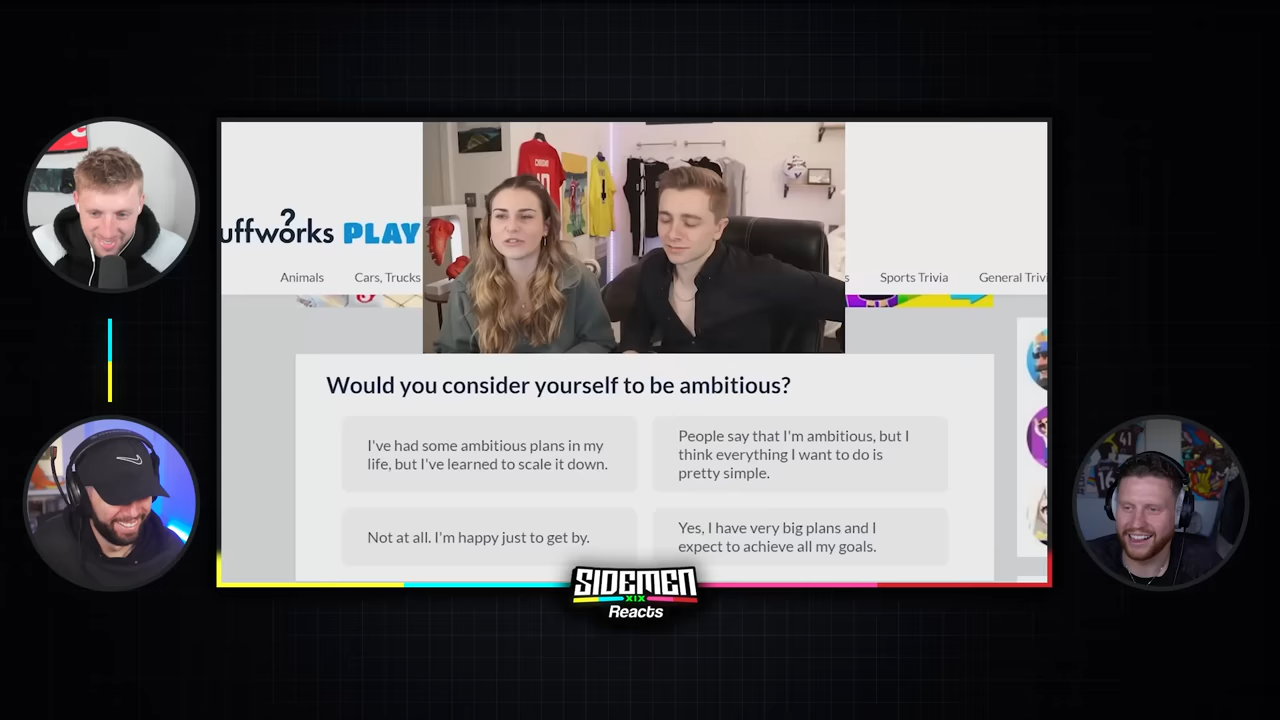 uffworks PLAY
Animals
Cars, Trucks
s
Sports Trivia
General Trivi
Would you consider yourself to be ambitious?
I've had some ambitious plans in my
life, but I've learned to scale it down.
People say that I'm ambitious, but I
think everything I want to do is
pretty simple.
Not at all. I'm happy just to get by.
Yes, I have very big plans and I
expect to achieve all my goals.
SIDEMEN
XIX
Reacts
41
16